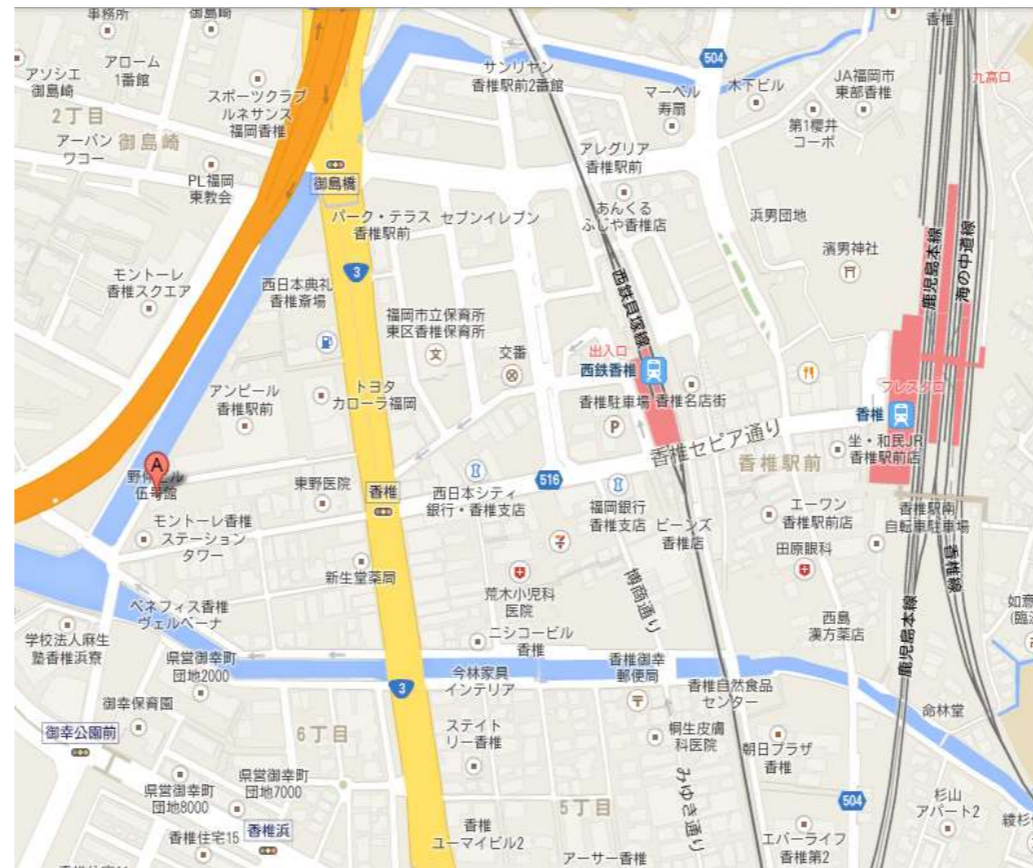 事務所
御島崎
アソシエ
御島崎
アローム
1番館
スポーツクラブ
ルネサンス
福岡香椎
2丁目
御島崎
アーバン
ワコー
PL福岡
東教会
御島橋
サンリヤン
香椎駅前2番館
504
マーベル
寿扇
木下ビル
JA福岡市
東部香椎
第1櫻井
コーポ
香椎
九高口
アレグリア
香椎駅前
あんくる
ふじや香椎店
浜男団地
濱男神社
鹿児島本線
海の中道線
パーク・テラス
香椎駅前
セブンイレブン
3
モントーレ
香椎スクエア
西日本典礼
香椎斎場
福岡市立保育所
東区香椎保育所
文
交番
西鉄貝塚線
出入口
西鉄香椎
香椎駐車場
香椎名店街
P
フレスタ口
香椎
坐・和民JR
香椎駅前店
アンピール
香椎駅前
トヨタ
カローラ福岡
香椎セピア通り
香椎駅前
A
伍号館
東野医院
香椎
西日本シティ
銀行・香椎支店
516
福岡銀行
香椎支店
ビーンズ
香椎店
エーワン
香椎駅前店
香椎駅南
自転車駐車場
香椎線
田原眼科
モントーレ香椎
ステーション
タワー
新生堂薬局
荒木小児科
医院
博商通り
西島
漢方薬店
鹿児島本線
ベネフィス香椎
ヴェルベーナ
学校法人麻生
塾香椎浜寮
県営御幸町
団地2000
ニシコービル
香椎
今林家具
インテリア
3
香椎御幸
郵便局
香椎自然食品
センター
命林堂
御幸保育園
御幸公園前
6丁目
ステイト
リー香椎
桐生皮膚
科医院
朝日プラザ
香椎
県営御幸町
団地8000
県営御幸町
団地7000
5丁目
みゆき通り
504
杉山
アパート2
香椎住宅15
香椎浜
香椎
ユーマイビル2
アーサー香椎
エバーライフ
香椎第2